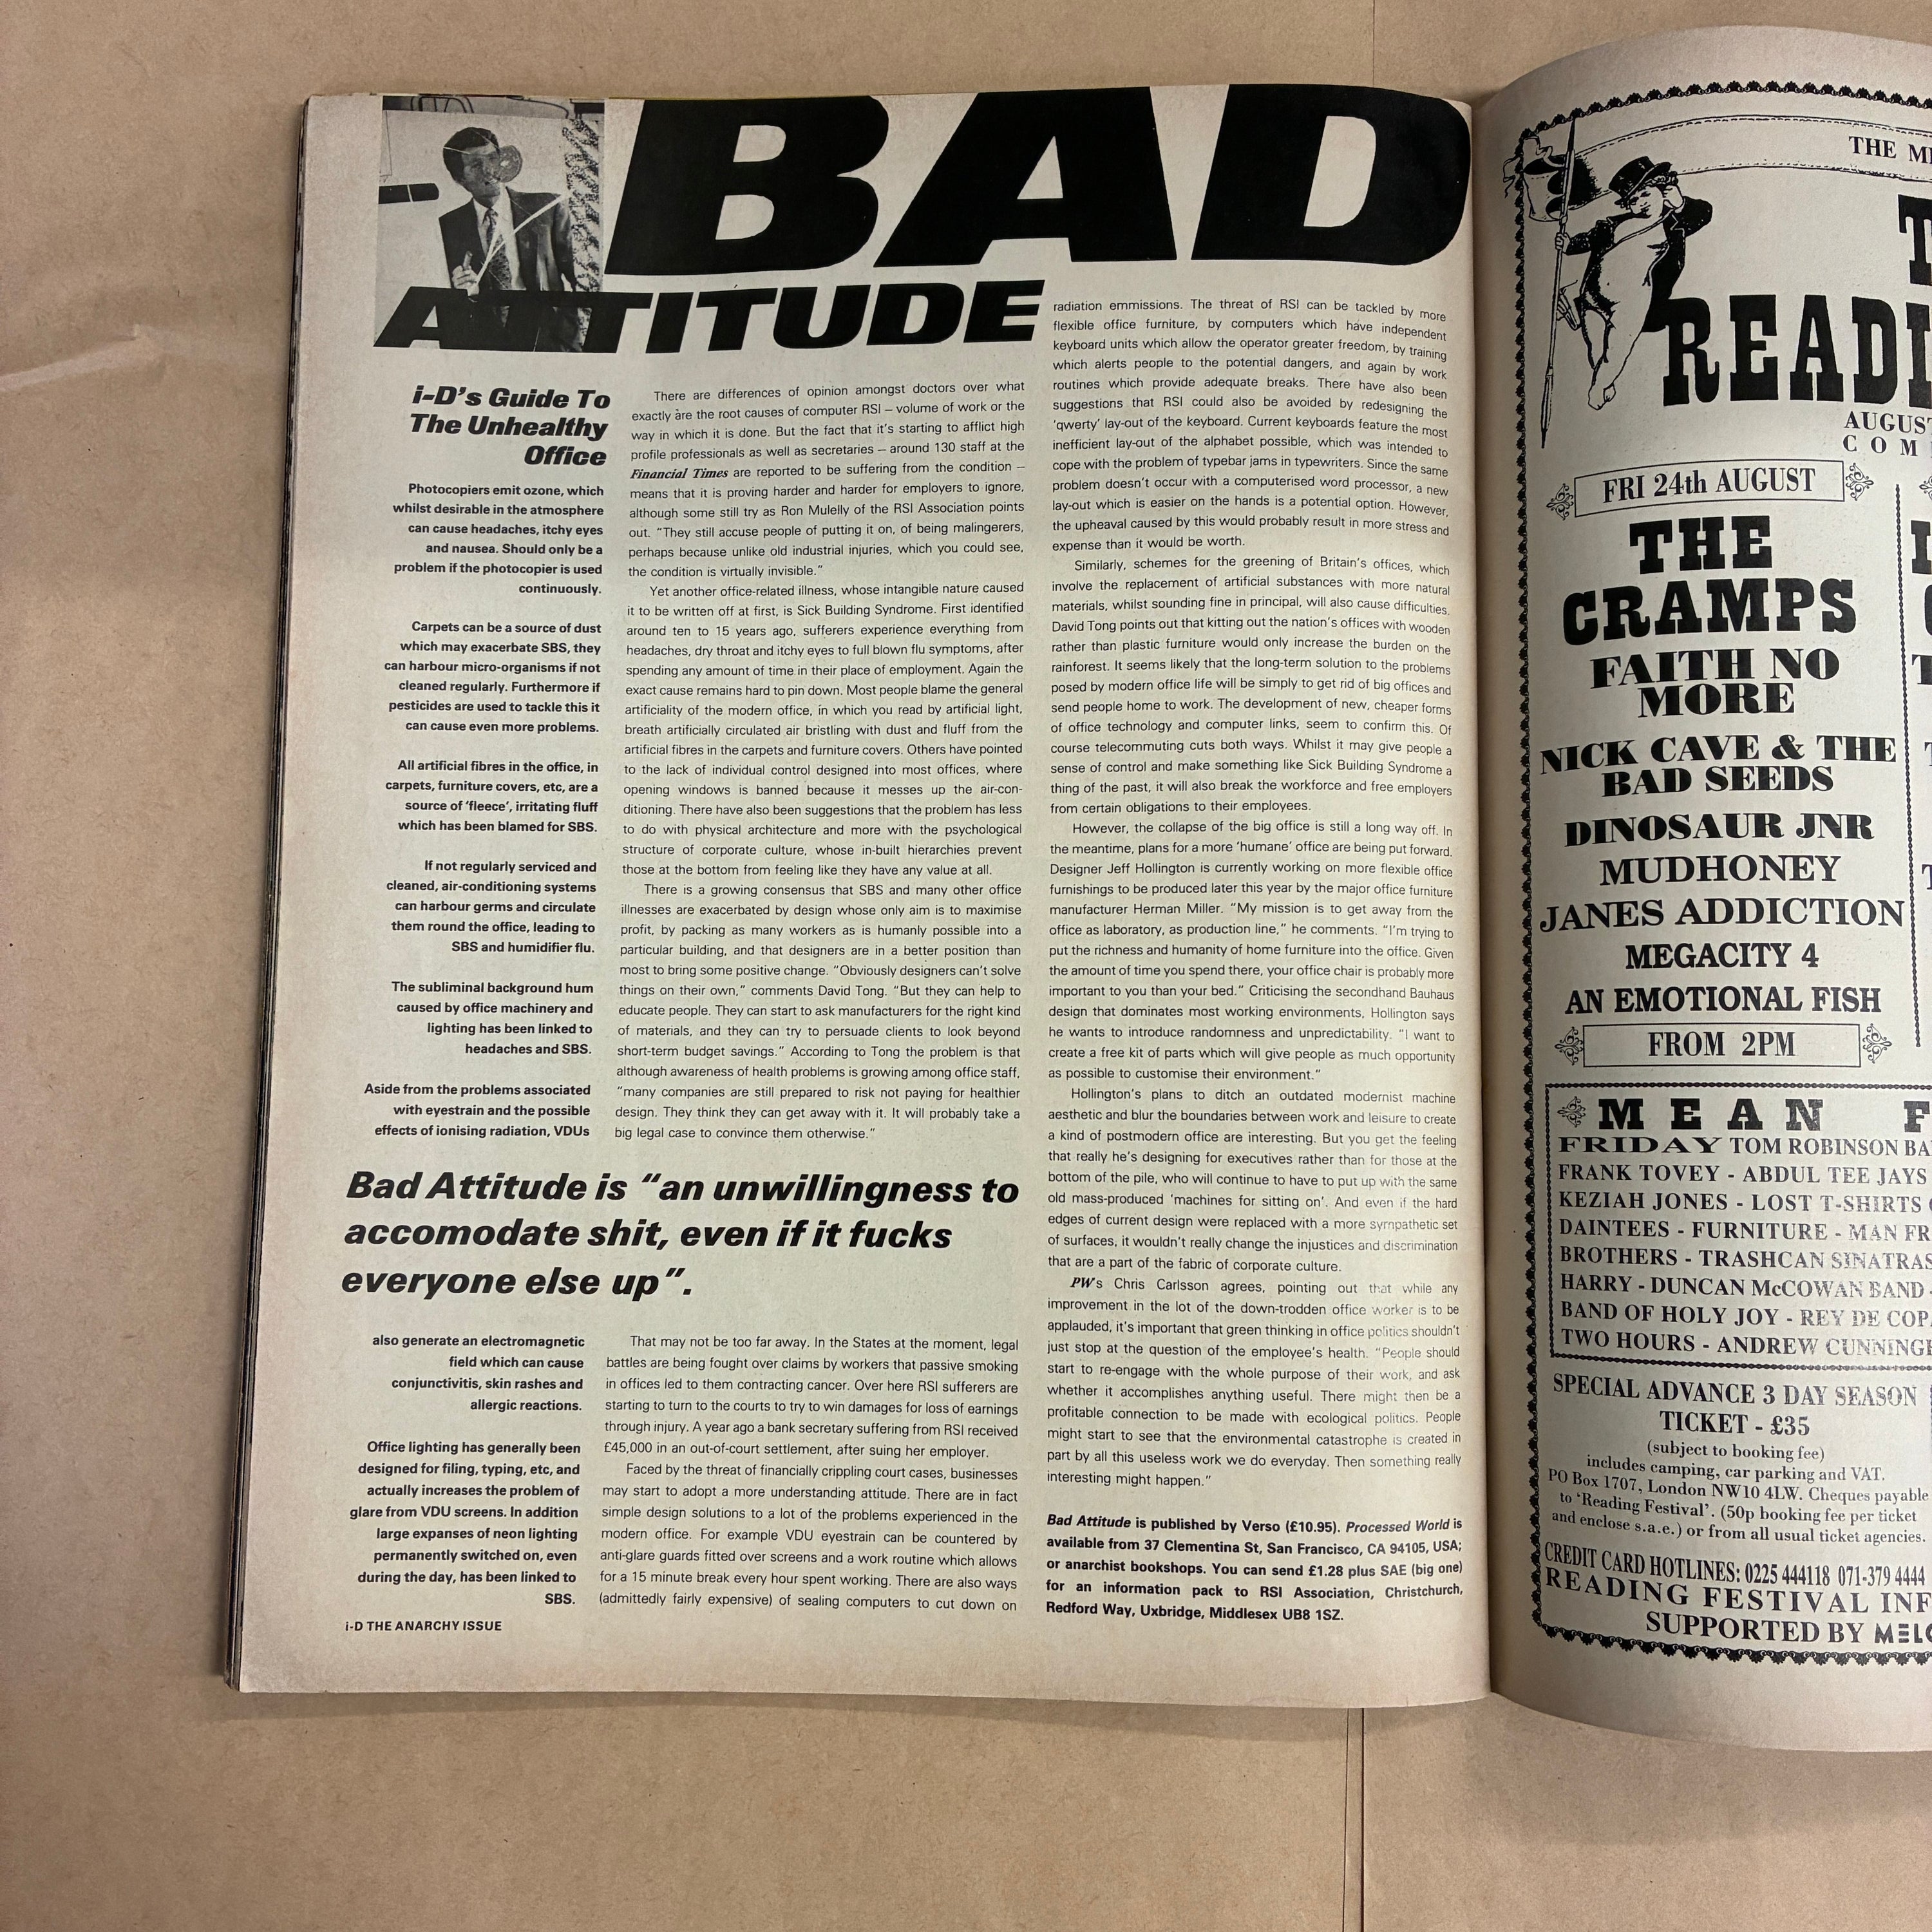 BAD
ATTITUDE
i-D's Guide To
The Unhealthy
Office
Photocopiers emit ozone, which
whilst desirable in the atmosphere
can cause headaches, itchy eyes
and nausea. Should only be a
problem if the photocopier is used
continuously.
Carpets can be a source of dust
which may exacerbate SBS, they
can harbour micro-organisms if not
cleaned regularly. Furthermore if
pesticides are used to tackle this it
can cause even more problems.
All artificial fibres in the office, in
carpets, furniture covers, etc, are a
source of 'fleece', irritating fluff
which has been blamed for SBS.
If not regularly serviced and
cleaned, air-conditioning systems
can harbour germs and circulate
them round the office, leading to
SBS and humidifier flu.
The subliminal background hum
caused by office machinery and
lighting has been linked to
headaches and SBS.
Aside from the problems associated
with eyestrain and the possible
effects of ionising radiation, VDUs
also generate an electromagnetic
field which can cause
conjunctivitis, skin rashes and
allergic reactions.
Office lighting has generally been
designed for filing, typing, etc, and
actually increases the problem of
glare from VDU screens. In addition
large expanses of neon lighting
permanently switched on, even
during the day, has been linked to
SBS.
There are differences of opinion amongst doctors over what
exactly are the root causes of computer RSI – volume of work or the
way in which it is done. But the fact that it's starting to afflict high
profile professionals as well as secretaries – around 130 staff at the
Financial Times are reported to be suffering from the condition –
means that it is proving harder and harder for employers to ignore,
although some still try as Ron Mulelly of the RSI Association points
out. "They still accuse people of putting it on, of being malingerers,
perhaps because unlike old industrial injuries, which you could see,
the condition is virtually invisible."
Yet another office-related illness, whose intangible nature caused
it to be written off at first, is Sick Building Syndrome. First identified
around ten to 15 years ago, sufferers experience everything from
headaches, dry throat and itchy eyes to full blown flu symptoms, after
spending any amount of time in their place of employment. Again the
exact cause remains hard to pin down. Most people blame the general
artificiality of the modern office, in which you read by artificial light,
breath artificially circulated air bristling with dust and fluff from the
artificial fibres in the carpets and furniture covers. Others have pointed
to the lack of individual control designed into most offices, where
opening windows is banned because it messes up the air-con-
ditioning. There have also been suggestions that the problem has less
to do with physical architecture and more with the psychological
structure of corporate culture, whose in-built hierarchies prevent
those at the bottom from feeling like they have any value at all.
There is a growing consensus that SBS and many other office
illnesses are exacerbated by design whose only aim is to maximise
profit, by packing as many workers as is humanly possible into a
particular building, and that designers are in a better position than
most to bring some positive change. "Obviously designers can't solve
things on their own," comments David Tong. "But they can help to
educate people. They can start to ask manufacturers for the right kind
of materials, and they can try to persuade clients to look beyond
short-term budget savings." According to Tong the problem is that
although awareness of health problems is growing among office staff,
"many companies are still prepared to risk not paying for healthier
design. They think they can get away with it. It will probably take a
big legal case to convince them otherwise."
Bad Attitude is "an unwillingness to
accomodate shit, even if it fucks
everyone else up".
That may not be too far away. In the States at the moment, legal
battles are being fought over claims by workers that passive smoking
in offices led to them contracting cancer. Over here RSI sufferers are
starting to turn to the courts to try to win damages for loss of earnings
through injury. A year ago a bank secretary suffering from RSI received
£45,000 in an out-of-court settlement, after suing her employer.
Faced by the threat of financially crippling court cases, businesses
may start to adopt a more understanding attitude. There are in fact
simple design solutions to a lot of the problems experienced in the
modern office. For example VDU eyestrain can be countered by
anti-glare guards fitted over screens and a work routine which allows
for a 15 minute break every hour spent working. There are also ways
(admittedly fairly expensive) of sealing computers to cut down on
radiation emmissions. The threat of RSI can be tackled by more
flexible office furniture, by computers which have independent
keyboard units which allow the operator greater freedom, by training
which alerts people to the potential dangers, and again by work
routines which provide adequate breaks. There have also been
suggestions that RSI could also be avoided by redesigning the
'qwerty' lay-out of the keyboard. Current keyboards feature the most
inefficient lay-out of the alphabet possible, which was intended to
cope with the problem of typebar jams in typewriters. Since the same
problem doesn't occur with a computerised word processor, a new
lay-out which is easier on the hands is a potential option. However,
the upheaval caused by this would probably result in more stress and
expense than it would be worth.
Similarly, schemes for the greening of Britain's offices, which
involve the replacement of artificial substances with more natural
materials, whilst sounding fine in principal, will also cause difficulties.
David Tong points out that kitting out the nation's offices with wooden
rather than plastic furniture would only increase the burden on the
rainforest. It seems likely that the long-term solution to the problems
posed by modern office life will be simply to get rid of big offices and
send people home to work. The development of new, cheaper forms
of office technology and computer links, seem to confirm this. Of
course telecommuting cuts both ways. Whilst it may give people a
sense of control and make something like Sick Building Syndrome a
thing of the past, it will also break the workforce and free employers
from certain obligations to their employees.
However, the collapse of the big office is still a long way off. In
the meantime, plans for a more 'humane' office are being put forward.
Designer Jeff Hollington is currently working on more flexible office
furnishings to be produced later this year by the major office furniture
manufacturer Herman Miller. "My mission is to get away from the
office as laboratory, as production line," he comments. "I'm trying to
put the richness and humanity of home furniture into the office. Given
the amount of time you spend there, your office chair is probably more
important to you than your bed." Criticising the secondhand Bauhaus
design that dominates most working environments, Hollington says
he wants to introduce randomness and unpredictability. "I want to
create a free kit of parts which will give people as much opportunity
as possible to customise their environment."
Hollington's plans to ditch an outdated modernist machine
aesthetic and blur the boundaries between work and leisure to create
a kind of postmodern office are interesting. But you get the feeling
that really he's designing for executives rather than for those at the
bottom of the pile, who will continue to have to put up with the same
old mass-produced 'machines for sitting on'. And even if the hard
edges of current design were replaced with a more sympathetic set
of surfaces, it wouldn't really change the injustices and discrimination
that are a part of the fabric of corporate culture.
PW's Chris Carlsson agrees, pointing out that while any
improvement in the lot of the down-trodden office worker is to be
applauded, it's important that green thinking in office politics shouldn't
just stop at the question of the employee's health. "People should
start to re-engage with the whole purpose of their work, and ask
whether it accomplishes anything useful. There might then be a
profitable connection to be made with ecological politics. People
might start to see that the environmental catastrophe is created in
part by all this useless work we do everyday. Then something really
interesting might happen."
Bad Attitude is published by Verso (£10.95). Processed World is
available from 37 Clementina St, San Francisco, CA 94105, USA;
or anarchist bookshops. You can send £1.28 plus SAE (big one)
for an information pack to RSI Association, Christchurch,
Redford Way, Uxbridge, Middlesex UB8 1SZ.
i-D THE ANARCHY ISSUE
THE
READI
AUGUST
COM
FRI 24th AUGUST
THE
CRAMPS
FAITH NO
MORE
NICK CAVE & THE
BAD SEEDS
DINOSAUR JNR
MUDHONEY
JANES ADDICTION
MEGACITY 4
AN EMOTIONAL FISH
FROM 2PM
MEAN F
FRIDAY TOM ROBINSON BA
FRANK TOVEY - ABDUL TEE JAYS
KEZIAH JONES - LOST T-SHIRTS
DAINTEES - FURNITURE - MAN FR
BROTHERS - TRASHCAN SINATRAS
HARRY - DUNCAN McCOWAN BAND -
BAND OF HOLY JOY - REY DE COPA
TWO HOURS - ANDREW CUNNING
SPECIAL ADVANCE 3 DAY SEASON
TICKET - £35
(subject to booking fee)
includes camping, car parking and VAT.
PO Box 1707, London NW10 4LW. Cheques payable
to 'Reading Festival'. (50p booking fee per ticket
and enclose s.a.e.) or from all usual ticket agencies.
CREDIT CARD HOTLINES: 0225 444118 071-379 4444
READING FESTIVAL INF
SUPPORTED BY MELO